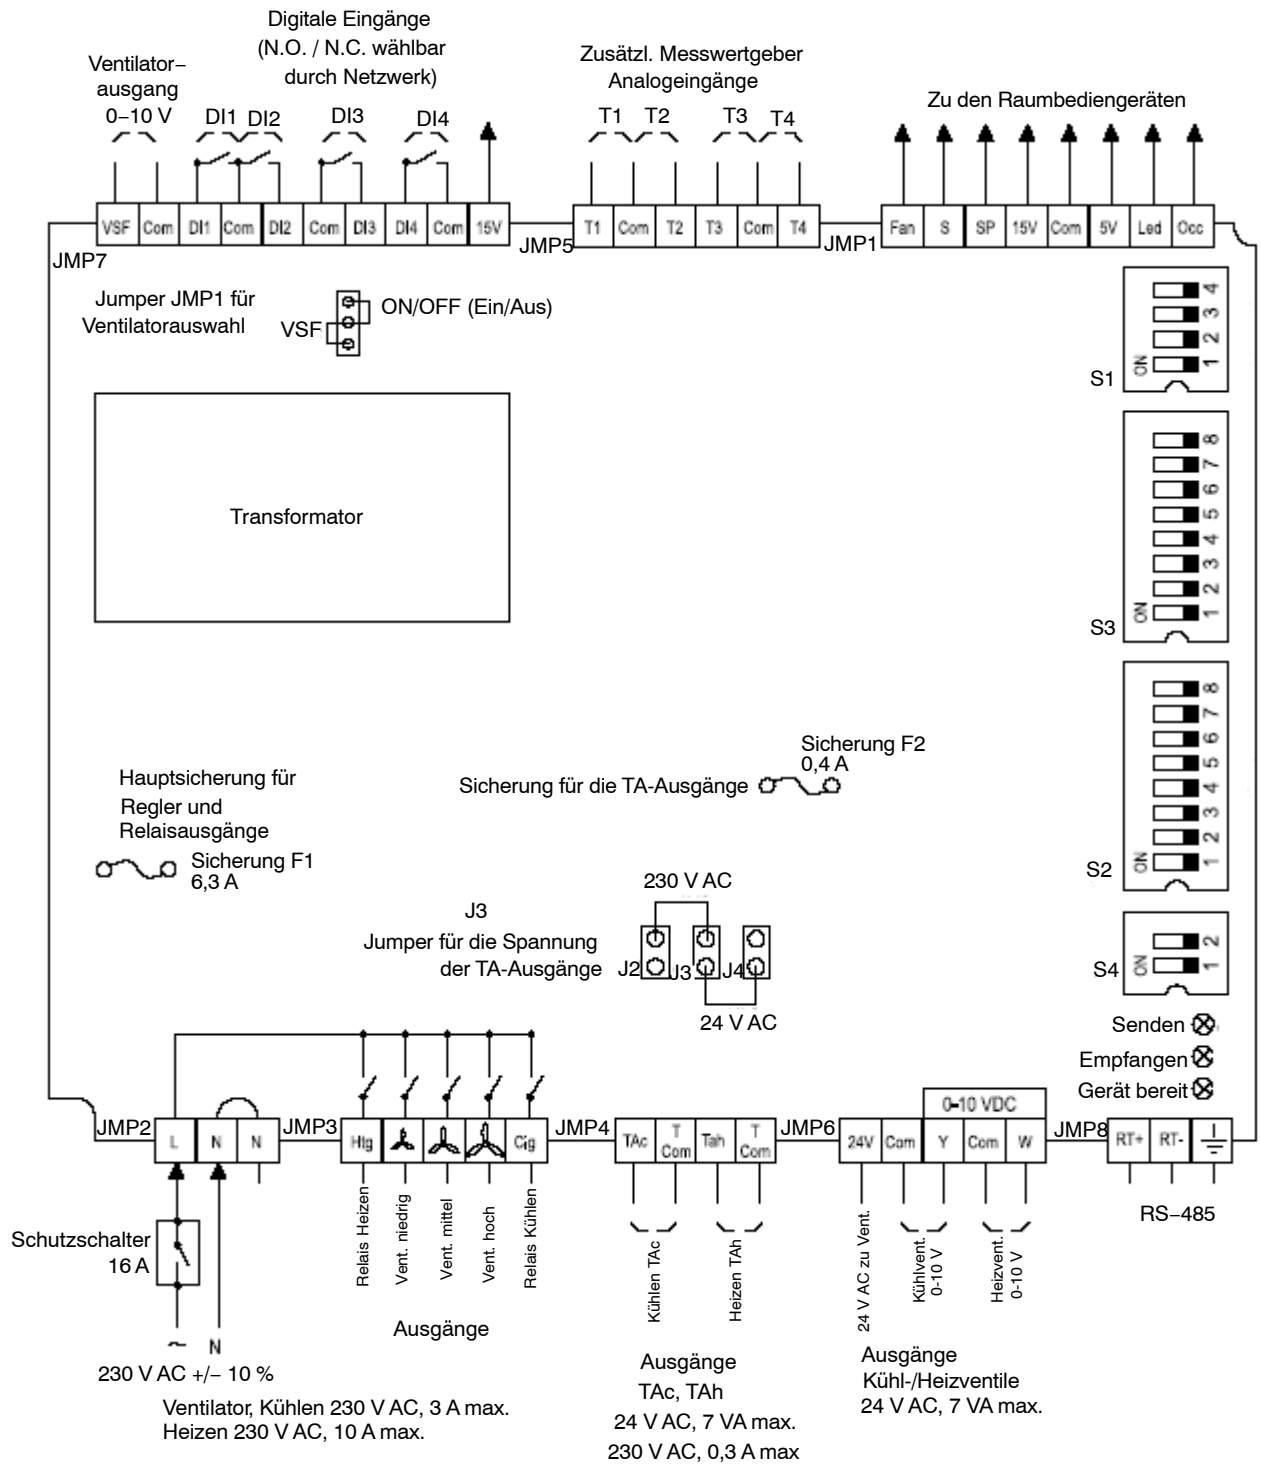 Digitale Eingänge
(N.O. / N.C. wählbar
durch Netzwerk)
Ventilator–
ausgang
0–10 V
DI1 DI2 DI3 DI4
Zusätzl. Messwertgeber
Analogeingänge
T1 T2 T3 T4
Zu den Raumbediengeräten
VSF Com DI1 Com DI2 Com DI3 DI4 Com 15V
T1 Com T2 T3 Com T4
Fan S SP 15V Com 5V Led Occ
JMP7
JMP5
JMP1
Jumper JMP1 für
Ventilatorauswahl
VSF
ON/OFF (Ein/Aus)
4
3
2
1
ON
S1
8
7
6
5
4
3
2
1
ON
S3
Transformator
8
7
6
5
4
3
2
1
ON
S2
Sicherung F2
0,4 A
Sicherung für die TA-Ausgänge
Hauptsicherung für
Regler und
Relaisausgänge
Sicherung F1
6,3 A
230 V AC
J3
Jumper für die Spannung
der TA-Ausgänge
J2 J3 J4
24 V AC
2
1
ON
S4
Senden
Empfangen
Gerät bereit
0-10 VDC
JMP2
L N N
JMP3
Htg Clg
JMP4
TAc T Com Tah T Com
JMP6
24V Com Y Com W
JMP8
RT+ RT-
RS–485
Schutzschalter
16 A
~ N
230 V AC +/– 10 %
Relais Heizen
Vent. niedrig
Vent. mittel
Vent. hoch
Relais Kühlen
Ausgänge
Ventilator, Kühlen 230 V AC, 3 A max.
Heizen 230 V AC, 10 A max.
Kühlen TAc
Heizen TAh
Ausgänge
TAc, TAh
24 V AC, 7 VA max.
230 V AC, 0,3 A max
24 V AC zu Vent.
Kühlvent.
0-10 V
Heizvent.
0-10 V
Ausgänge
Kühl-/Heizventile
24 V AC, 7 VA max.